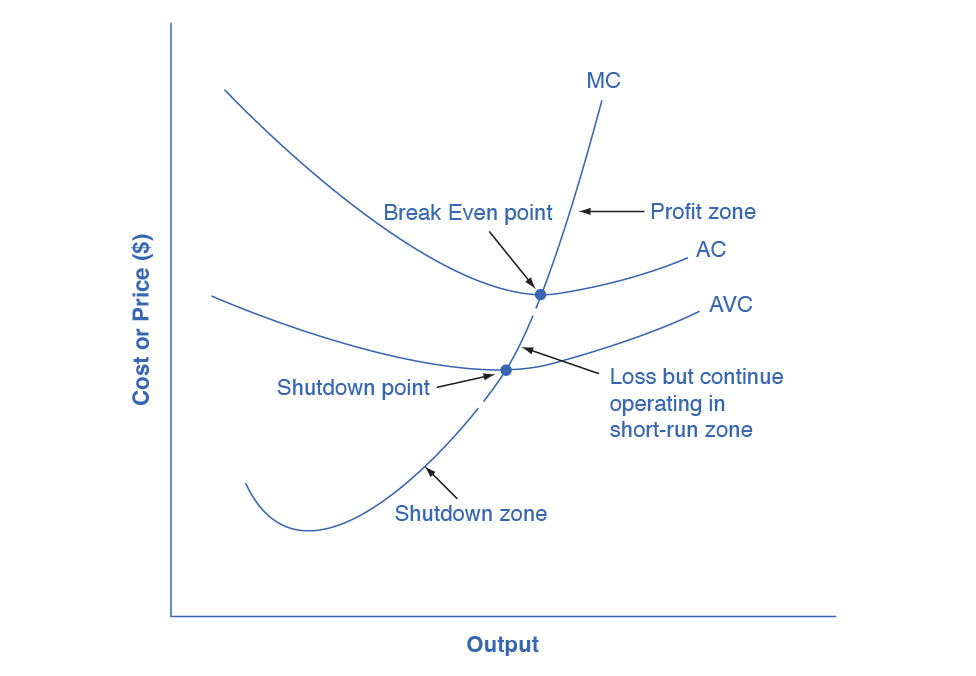 MC
Break Even point
Profit zone
AC
AVC
Cost or Price ($)
Shutdown point
Loss but continue
operating in
short-run zone
Shutdown zone
Output